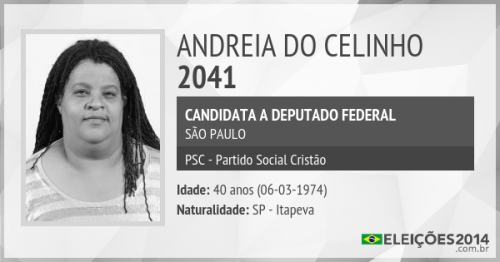 ANDREIA DO CELINHO
2041
CANDIDATA A DEPUTADO FEDERAL
SÃO PAULO
PSC - Partido Social Cristão
Idade: 40 anos (06-03-1974)
Naturalidade: SP - Itapeva
ELEIÇÕES2014
.com.br